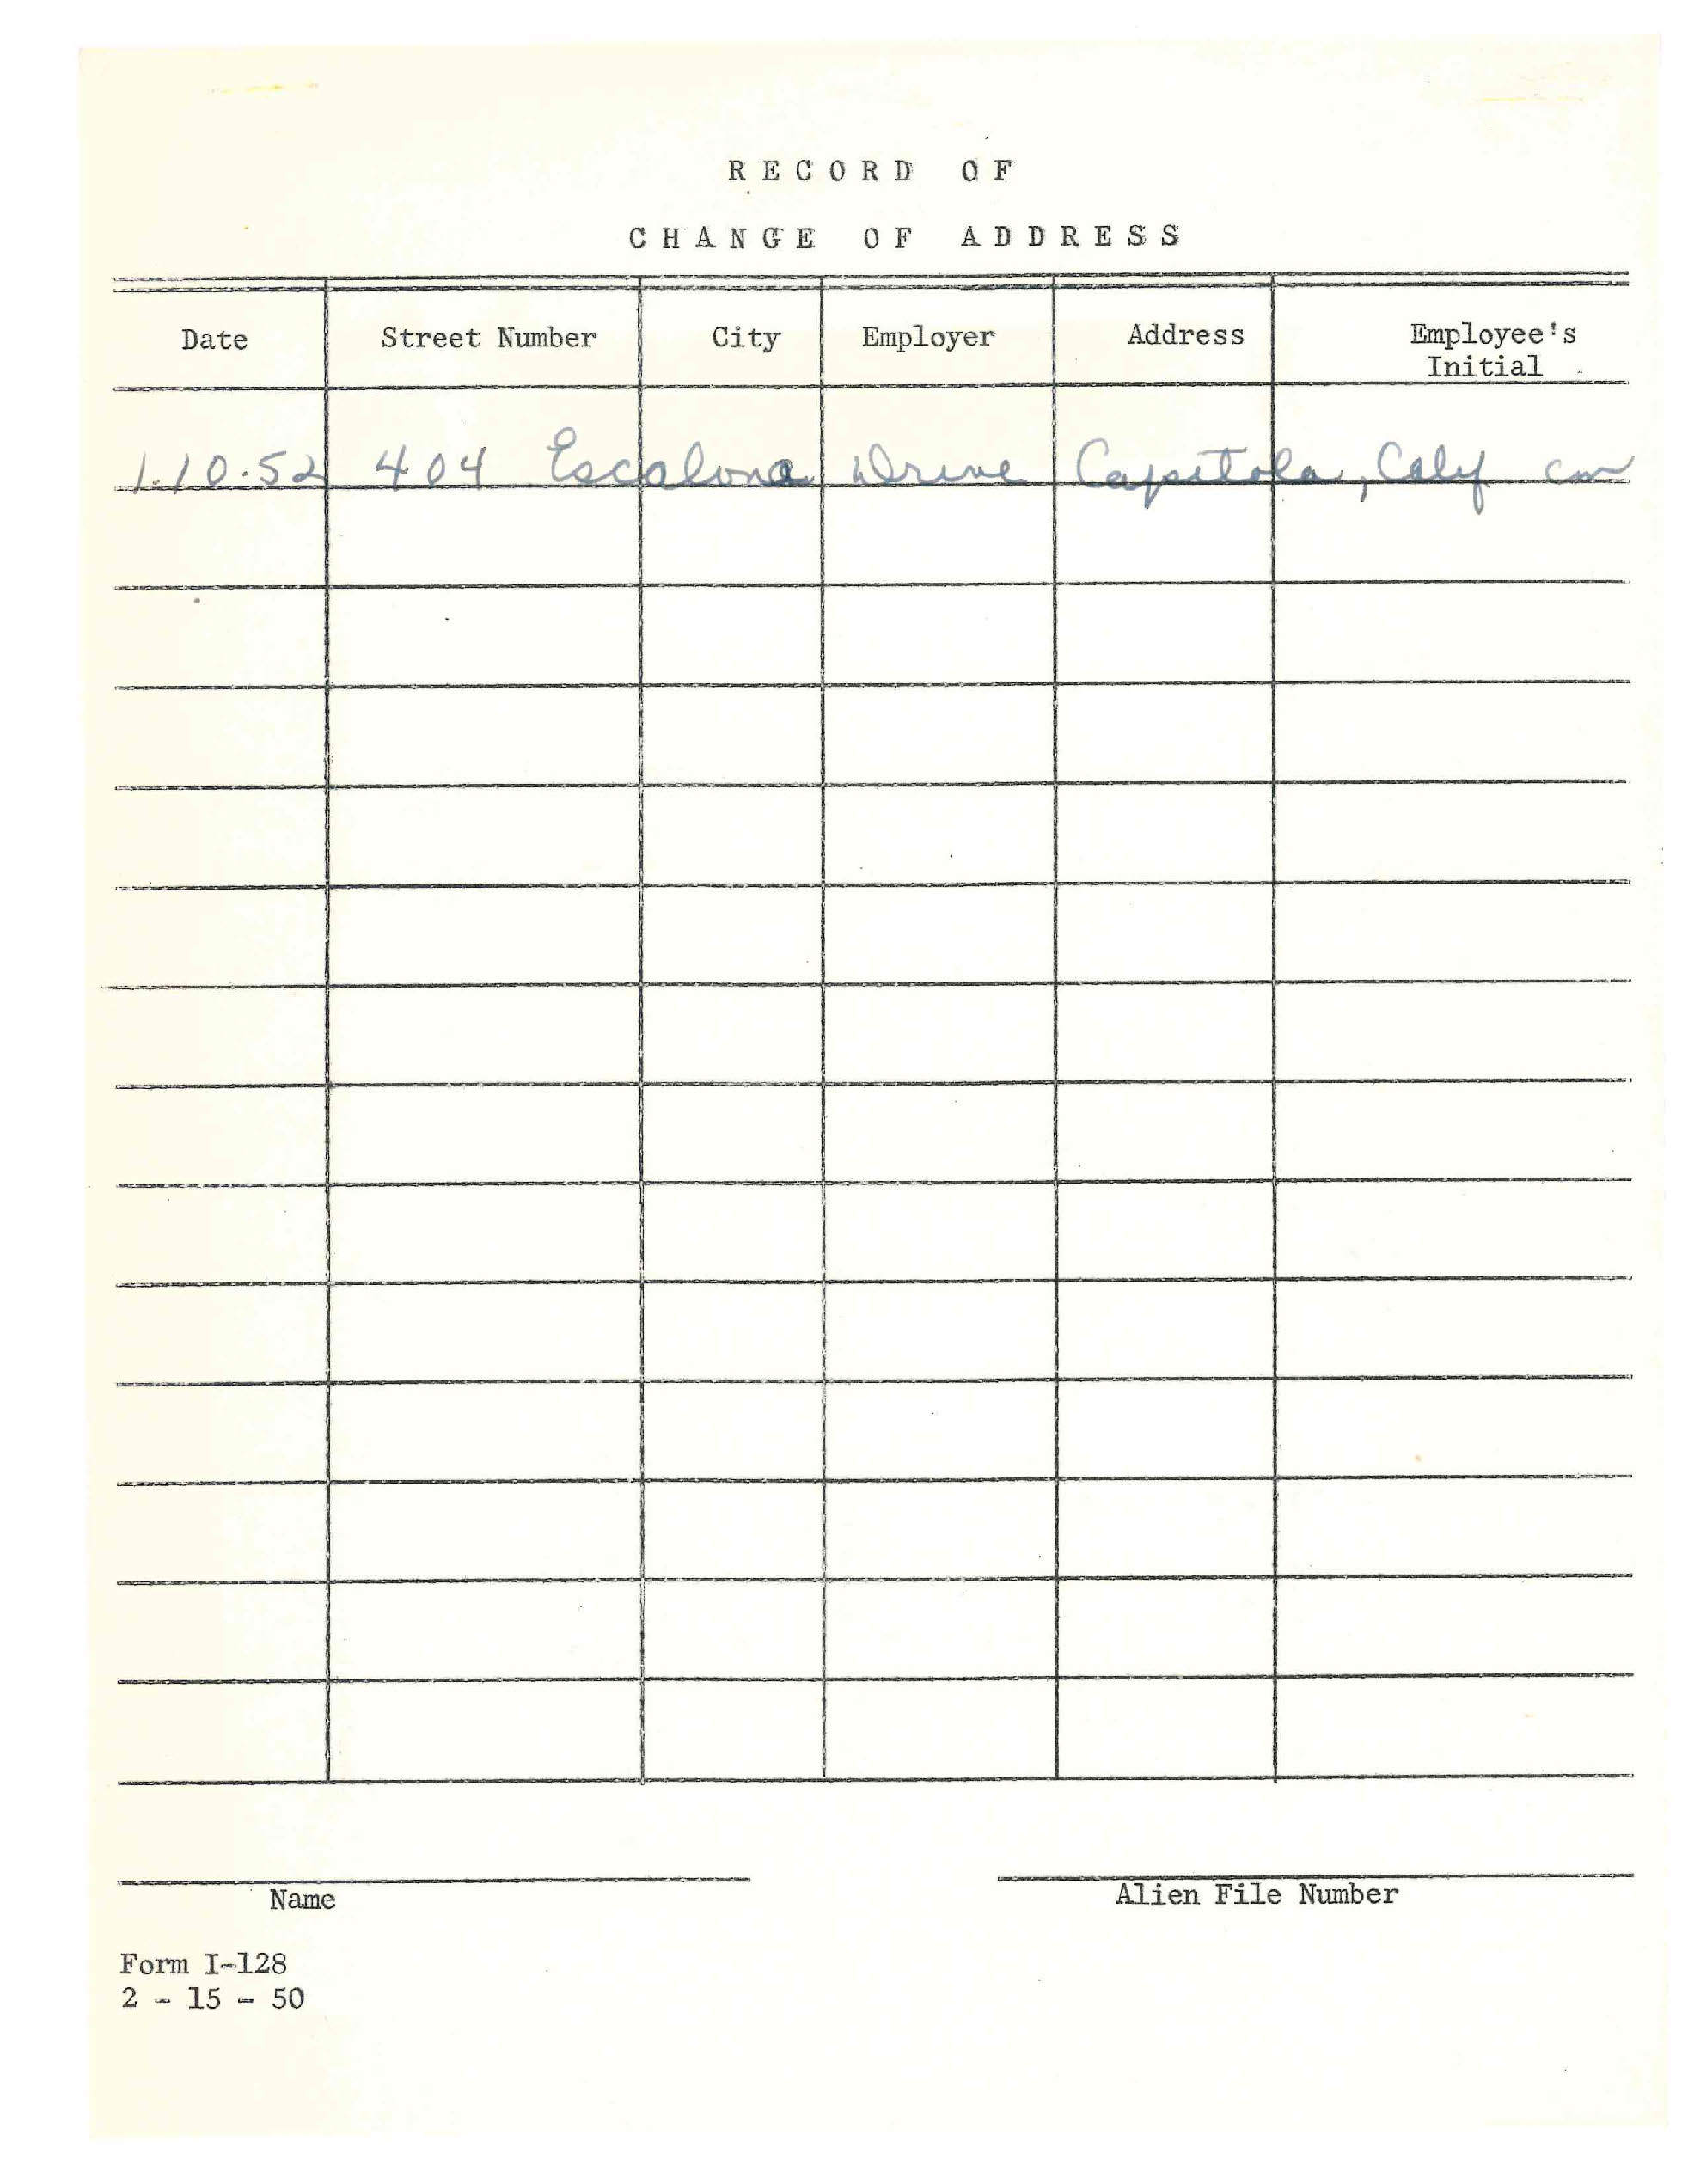 RECORD OF
CHANGE OF ADDRESS
Date Street Number City Employer Address Employee's
Initial
1.10.52 404 Escalona Drive Capitola, Calif
Name Alien File Number
Form I-128
2 - 15 - 50